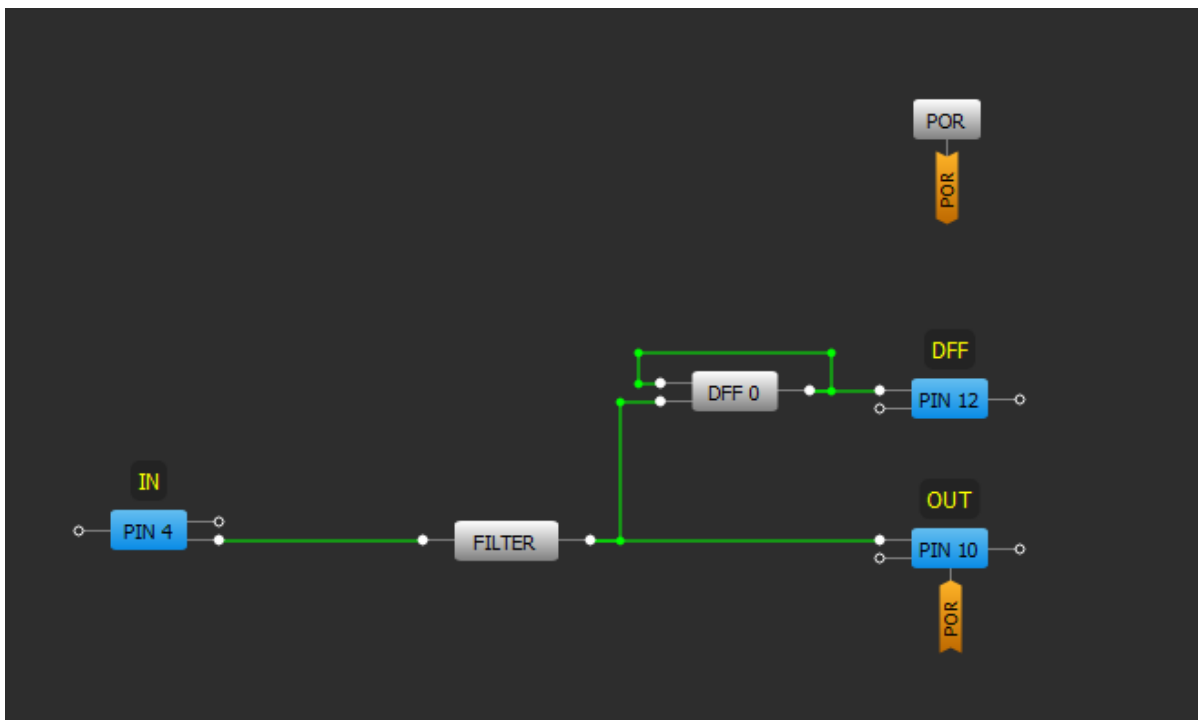 POR
POR
DFF
DFF 0
PIN 12
IN
OUT
PIN 4
FILTER
PIN 10
POR